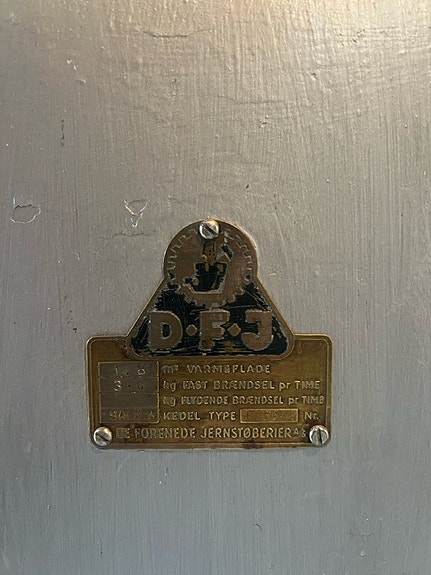 D·F·J
m² VARMEFLADE
kg FAST BRÆNDSEL pr TIME
kg FLYDENDE BRÆNDSEL pr TIME
KEDEL TYPE Nr.
DE FORENEDE JERNSTØBERIER A/S